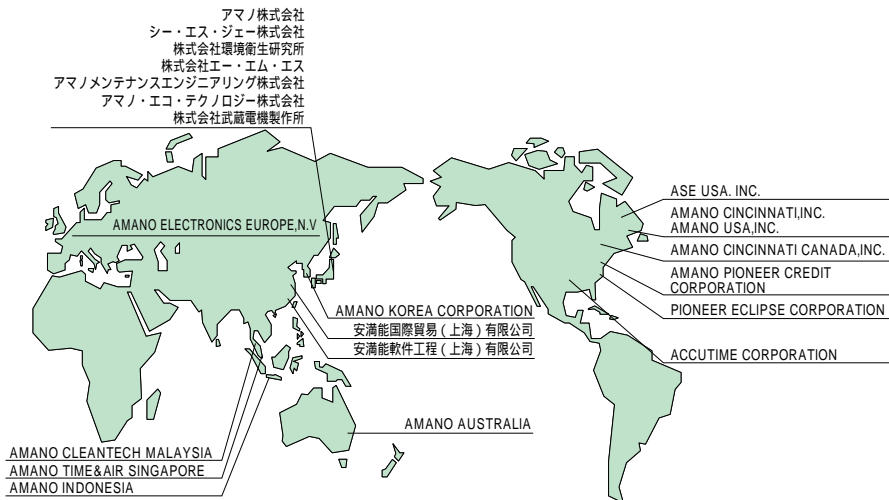 アマノ株式会社
シー・エス・ジェー株式会社
株式会社環境衛生研究所
株式会社エー・エム・エス
アマノメンテナンスエンジニアリング株式会社
アマノ・エコ・テクノロジー株式会社
株式会社武蔵電機製作所
AMANO ELECTRONICS EUROPE,N.V
ASE USA. INC.
AMANO CINCINNATI,INC.
AMANO USA,INC.
AMANO CINCINNATI CANADA,INC.
AMANO PIONEER CREDIT
CORPORATION
PIONEER ECLIPSE CORPORATION
ACCUTIME CORPORATION
AMANO KOREA CORPORATION
安満能国際貿易(上海)有限公司
安満能軟件工程(上海)有限公司
AMANO AUSTRALIA
AMANO CLEANTECH MALAYSIA
AMANO TIME&AIR SINGAPORE
AMANO INDONESIA